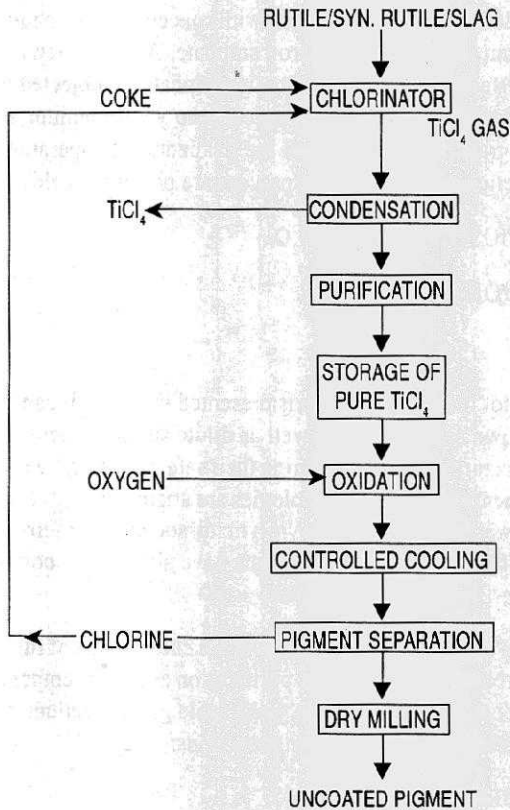 RUTILE/SYN. RUTILE/SLAG
COKE
CHLORINATOR
TiCl₄ GAS
TiCl₄
CONDENSATION
PURIFICATION
STORAGE OF
PURE TiCl₄
OXYGEN
OXIDATION
CONTROLLED COOLING
CHLORINE
PIGMENT SEPARATION
DRY MILLING
UNCOATED PIGMENT